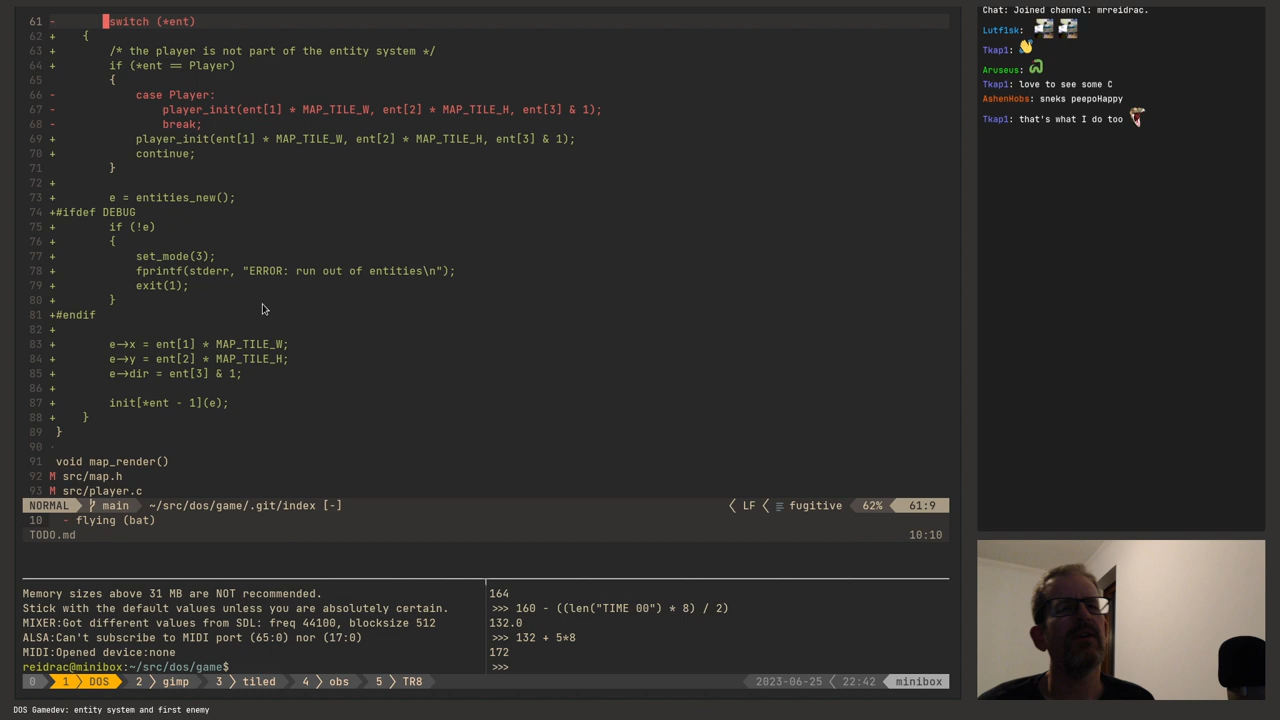 61 -       switch (*ent)
62 +    {
63 +        /* the player is not part of the entity system */
64 +        if (*ent == Player)
65          {
66 -            case Player:
67 -                player_init(ent[1] * MAP_TILE_W, ent[2] * MAP_TILE_H, ent[3] & 1);
68 -                break;
69 +            player_init(ent[1] * MAP_TILE_W, ent[2] * MAP_TILE_H, ent[3] & 1);
70 +            continue;
71          }
72 +
73 +        e = entities_new();
74 +#ifdef DEBUG
75 +        if (!e)
76 +        {
77 +            set_mode(3);
78 +            fprintf(stderr, "ERROR: run out of entities\n");
79 +            exit(1);
80 +        }
81 +#endif
82 +
83 +        e->x = ent[1] * MAP_TILE_W;
84 +        e->y = ent[2] * MAP_TILE_H;
85 +        e->dir = ent[3] & 1;
86 +
87 +        init[*ent - 1](e);
88 +    }
89  }
90
91  void map_render()
92 M src/map.h
93 M src/player.c
NORMAL main ~/src/dos/game/.git/index [-] LF fugitive 62% 61:9
10   - flying (bat)
TODO.md 10:10
Memory sizes above 31 MB are NOT recommended.
Stick with the default values unless you are absolutely certain.
MIXER:Got different values from SDL: freq 44100, blocksize 512
ALSA:Can't subscribe to MIDI port (65:0) nor (17:0)
MIDI:Opened device:none
reidrac@minibox:~/src/dos/game$
164
>>> 160 - ((len("TIME 00") * 8) / 2)
132.0
>>> 132 + 5*8
172
>>>
0 1 DOS 2 gimp 3 tiled 4 obs 5 TR8 2023-06-25 22:42 minibox
DOS Gamedev: entity system and first enemy
Chat: Joined channel: mrreidrac.
Lutf1sk:
Tkap1:
Aruseus:
Tkap1: love to see some C
AshenHobs: sneks peepoHappy
Tkap1: that's what I do too